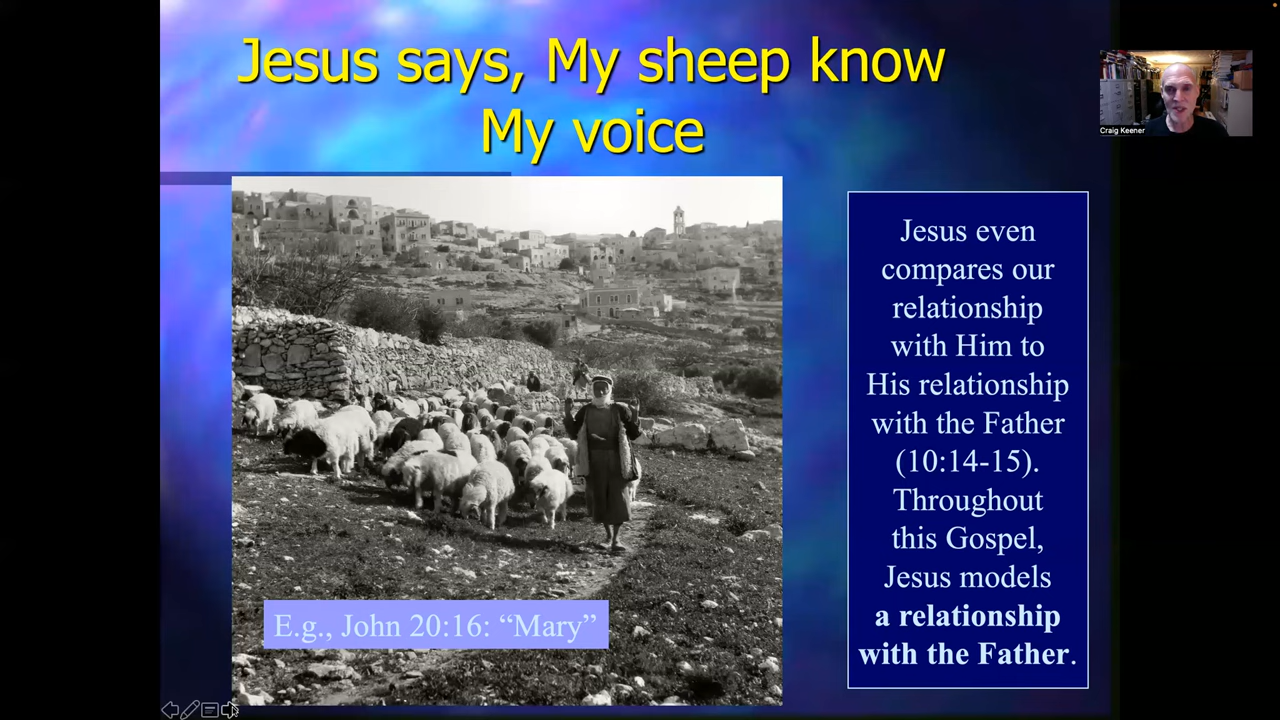 Jesus says, My sheep know
My voice
Craig Keener
Jesus even
compares our
relationship
with Him to
His relationship
with the Father
(10:14-15).
Throughout
this Gospel,
Jesus models
a relationship
with the Father.
E.g., John 20:16: “Mary”